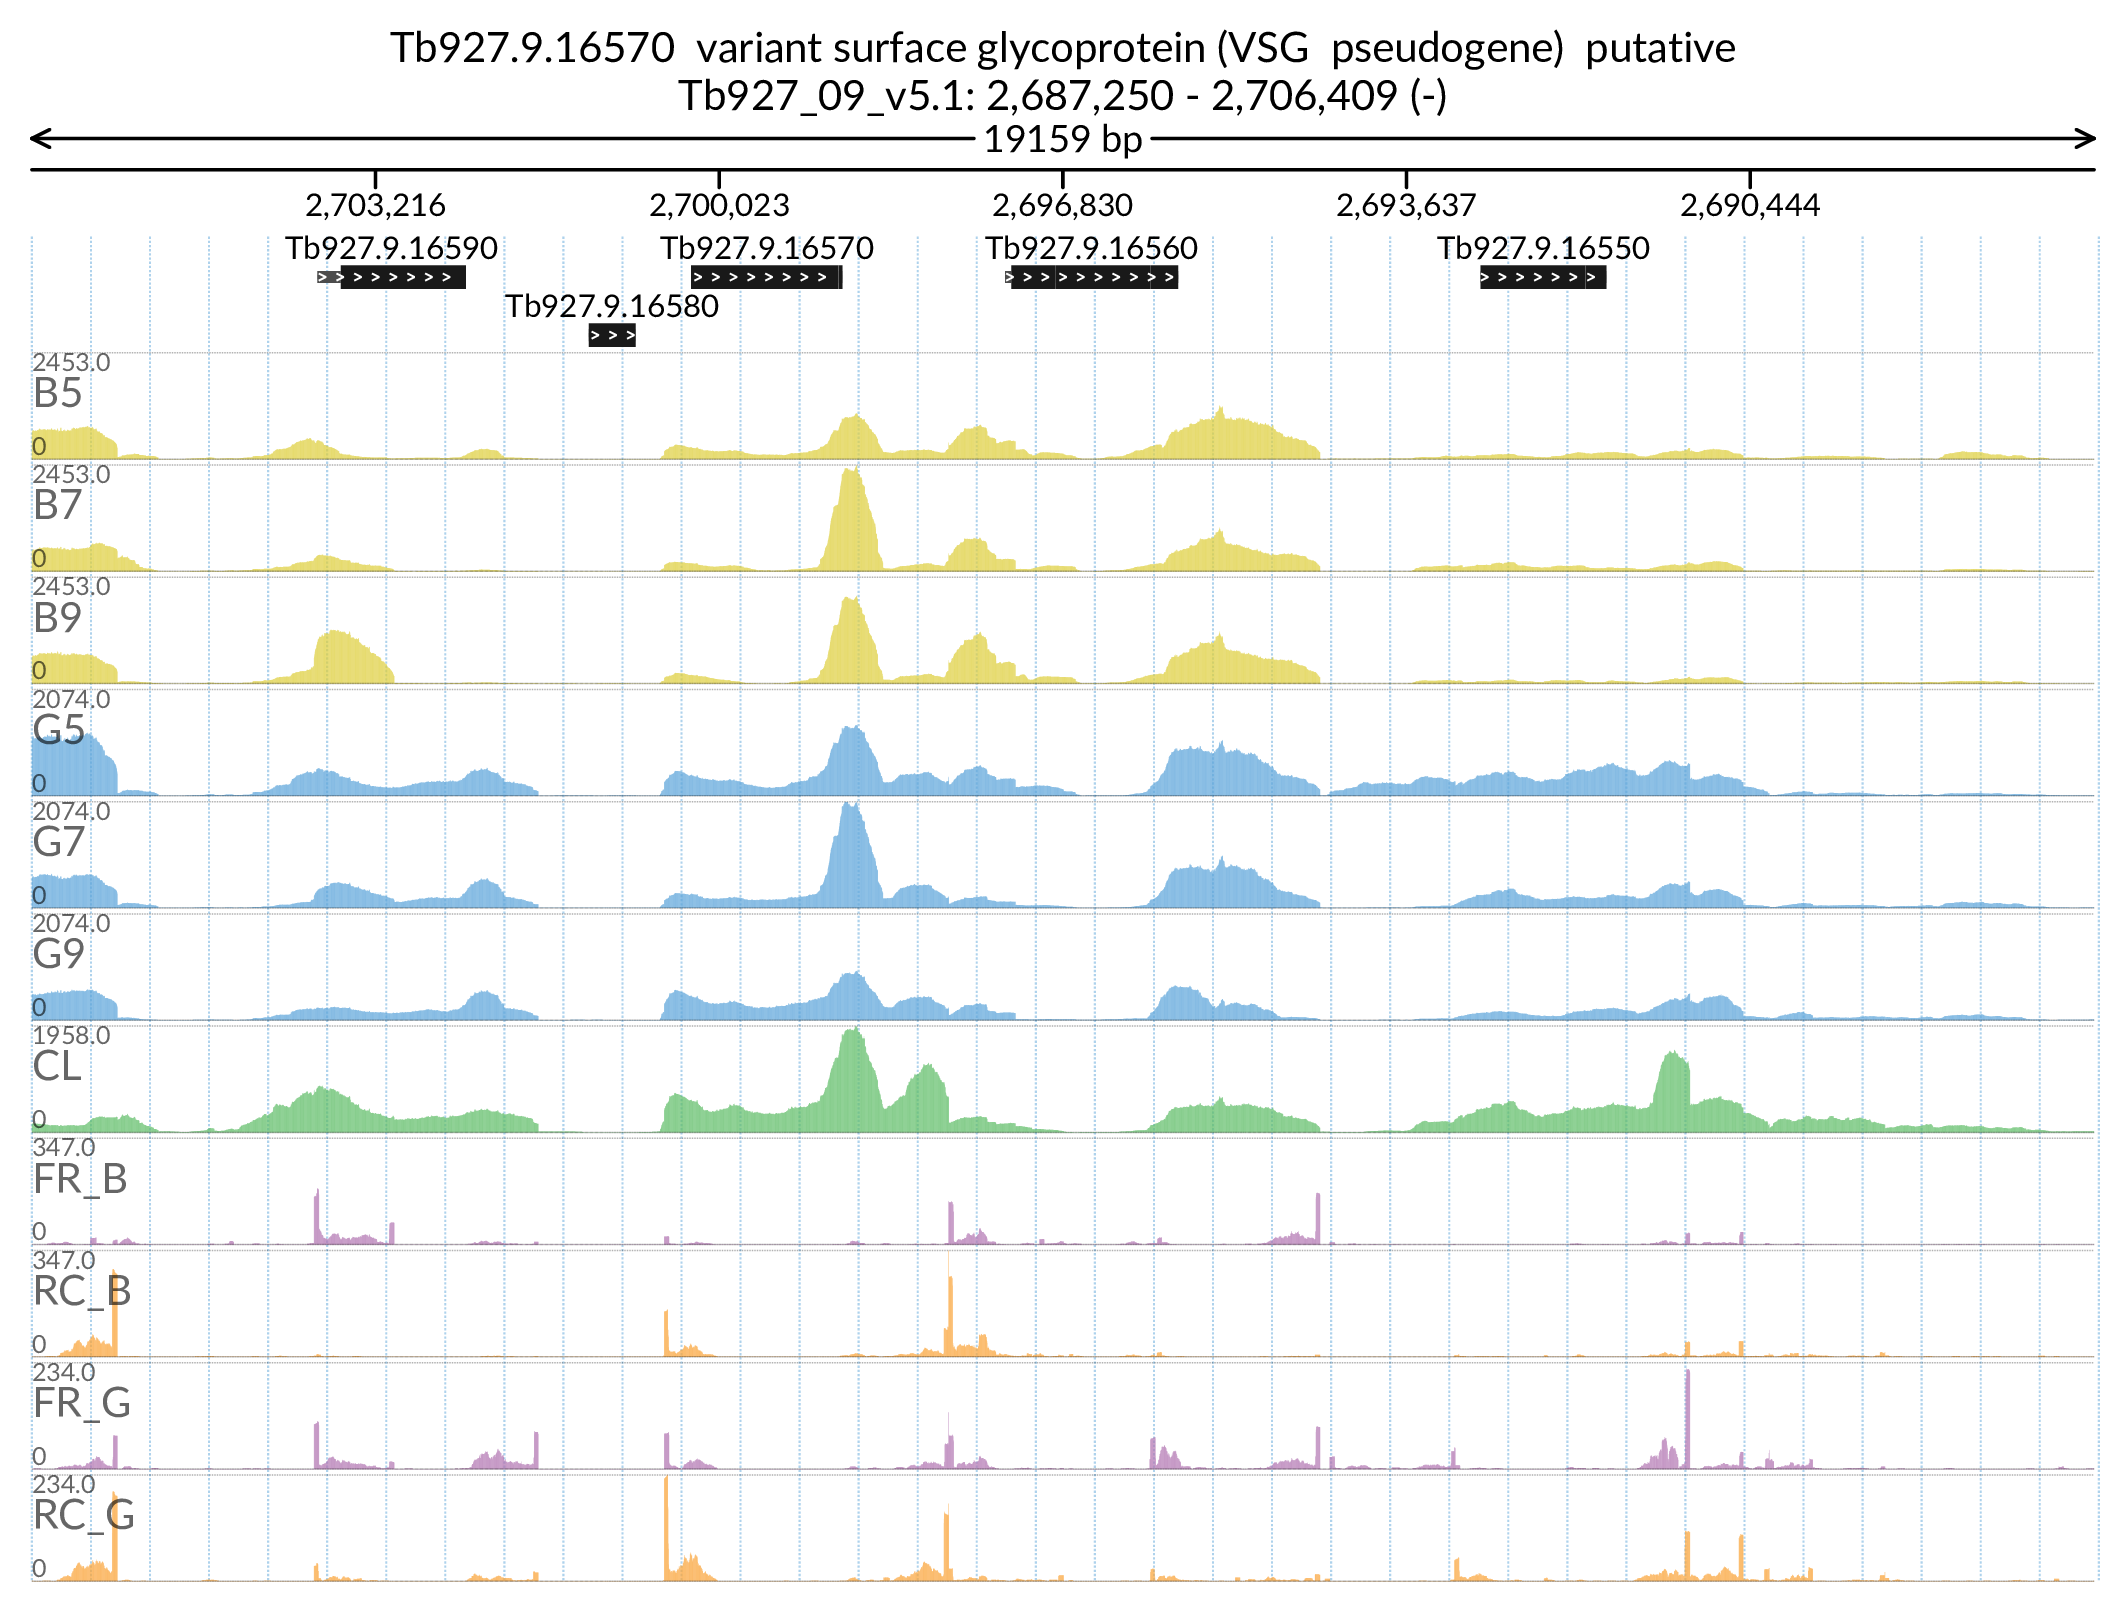 Tb927.9.16570 variant surface glycoprotein (VSG pseudogene) putative
Tb927_09_v5.1: 2,687,250 - 2,706,409 (-)
19159 bp
2,703,216 2,700,023 2,696,830 2,693,637 2,690,444
Tb927.9.16590 Tb927.9.16570 Tb927.9.16560 Tb927.9.16550
Tb927.9.16580
2453.0
B5
0
2453.0
B7
0
2453.0
B9
0
2074.0
G5
0
2074.0
G7
0
2074.0
G9
0
1958.0
CL
0
347.0
FR_B
0
347.0
RC_B
0
234.0
FR_G
0
234.0
RC_G
0